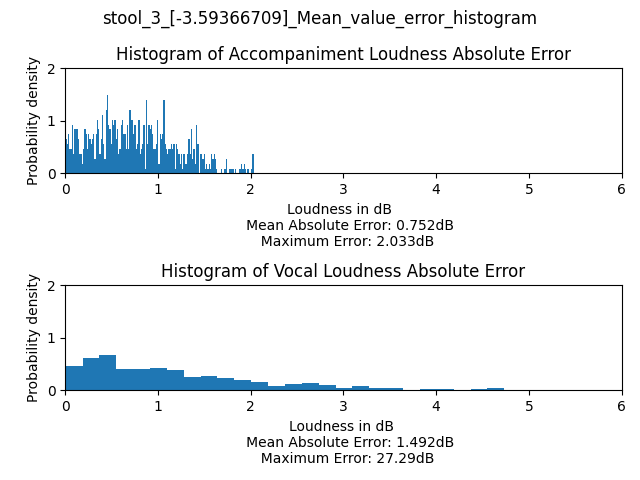 stool_3_[-3.59366709]_Mean_value_error_histogram
Histogram of Accompaniment Loudness Absolute Error
Probability density
2
1
0
0 1 2 3 4 5 6
Loudness in dB
Mean Absolute Error: 0.752dB
Maximum Error: 2.033dB
Histogram of Vocal Loudness Absolute Error
Probability density
2
1
0
0 1 2 3 4 5 6
Loudness in dB
Mean Absolute Error: 1.492dB
Maximum Error: 27.29dB